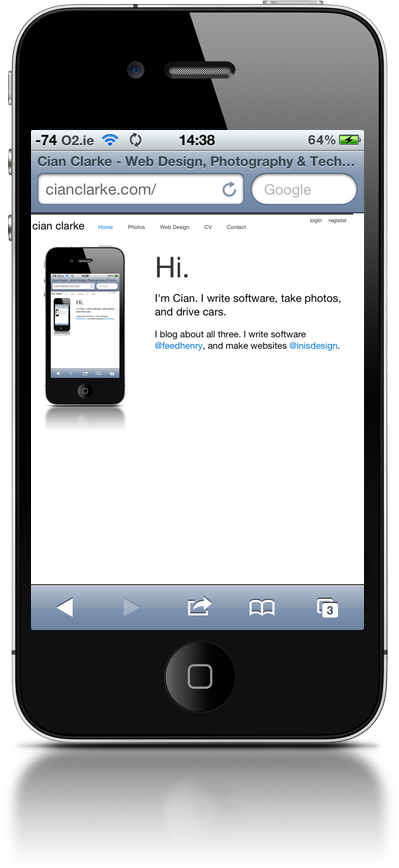 -74 O2.ie 14:38 64%
Cian Clarke - Web Design, Photography & Tech...
cianclarke.com/ Google
login register
cian clarke Home Photos Web Design CV Contact
Hi.
I'm Cian. I write software, take photos,
and drive cars.
I blog about all three. I write software
@feedhenry, and make websites @inisdesign.
3